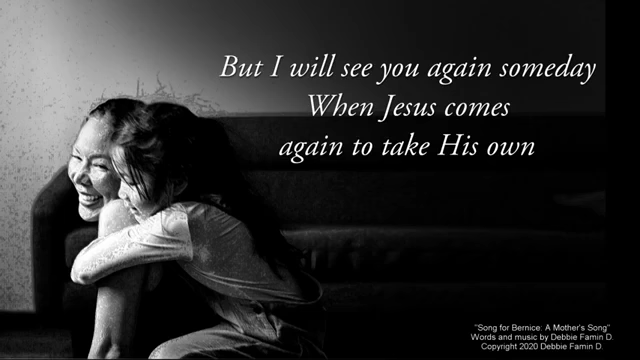 But I will see you again someday
When Jesus comes
again to take His own
"Song for Bernice: A Mother's Song"
Words and music by Debbie Famin D.
Copyright 2020 Debbie Famin D.